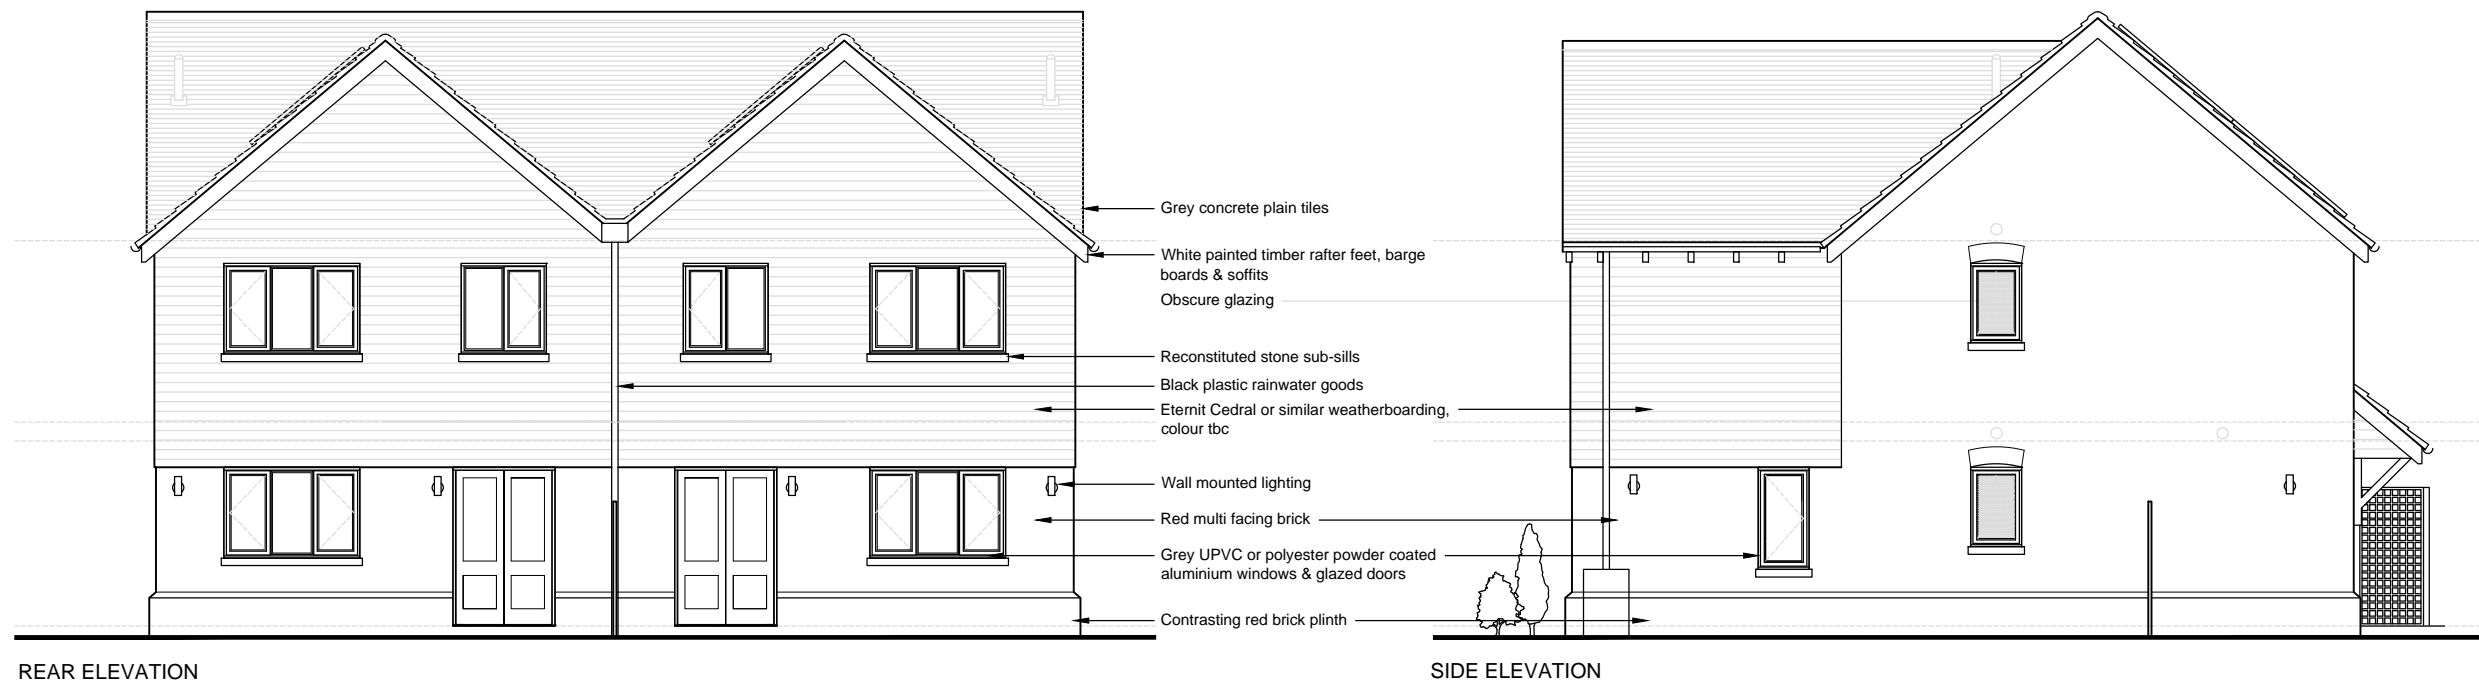 Grey concrete plain tiles
White painted timber rafter feet, barge
boards & soffits
Obscure glazing
Reconstituted stone sub-sills
Black plastic rainwater goods
Eternit Cedral or similar weatherboarding,
colour tbc
Wall mounted lighting
Red multi facing brick
Grey UPVC or polyester powder coated
aluminium windows & glazed doors
Contrasting red brick plinth
REAR ELEVATION
SIDE ELEVATION